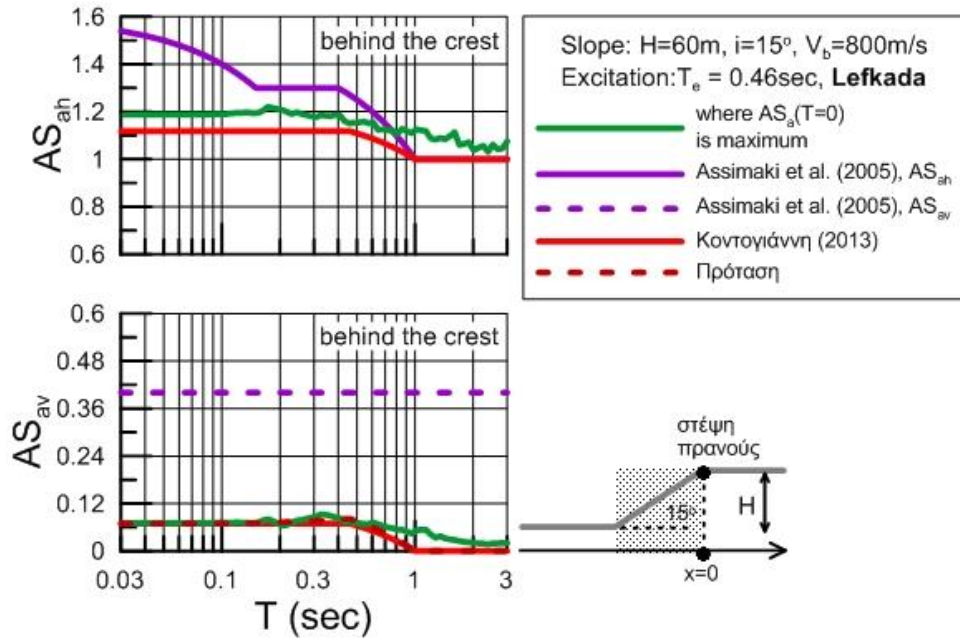 1.6
1.4
1.2
1
0.8
0.6
AS_ah
behind the crest
Slope: H=60m, i=15°, V_b=800m/s
Excitation:T_e = 0.46sec, Lefkada
where AS_a(T=0)
is maximum
Assimaki et al. (2005), AS_ah
Assimaki et al. (2005), AS_av
Κοντογιάννη (2013)
Πρόταση
0.6
0.48
0.36
0.24
0.12
0
AS_av
behind the crest
0.03
0.1
0.3
1
3
T (sec)
στέψη
πρανούς
15°
H
x=0